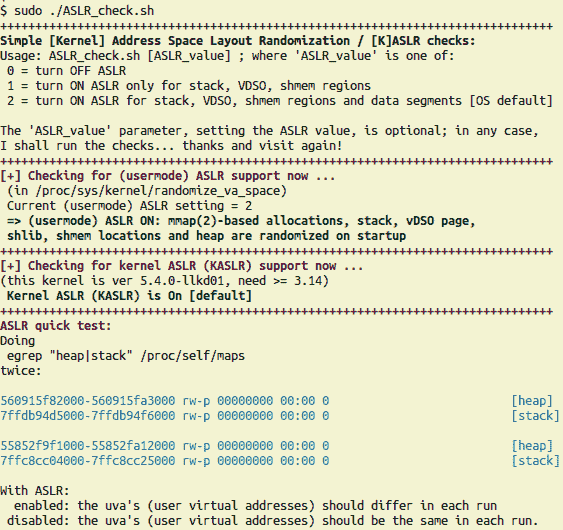 $ sudo ./ASLR_check.sh
+++++++++++++++++++++++++++++++++++++++++++++++++++++++++++++++++++++++++++++++
Simple [Kernel] Address Space Layout Randomization / [K]ASLR checks:
Usage: ASLR_check.sh [ASLR_value] ; where 'ASLR_value' is one of:
 0 = turn OFF ASLR
 1 = turn ON ASLR only for stack, VDSO, shmem regions
 2 = turn ON ASLR for stack, VDSO, shmem regions and data segments [OS default]

The 'ASLR_value' parameter, setting the ASLR value, is optional; in any case,
I shall run the checks... thanks and visit again!
+++++++++++++++++++++++++++++++++++++++++++++++++++++++++++++++++++++++++++++++
[+] Checking for (usermode) ASLR support now ...
 (in /proc/sys/kernel/randomize_va_space)
 Current (usermode) ASLR setting = 2
 => (usermode) ASLR ON: mmap(2)-based allocations, stack, vDSO page,
 shlib, shmem locations and heap are randomized on startup
+++++++++++++++++++++++++++++++++++++++++++++++++++++++++++++++++++++++++++++++
[+] Checking for kernel ASLR (KASLR) support now ...
(this kernel is ver 5.4.0-llkd01, need >= 3.14)
 Kernel ASLR (KASLR) is On [default]
+++++++++++++++++++++++++++++++++++++++++++++++++++++++++++++++++++++++++++++++
ASLR quick test:
Doing
 egrep "heap|stack" /proc/self/maps
twice:

560915f82000-560915fa3000 rw-p 00000000 00:00 0                          [heap]
7ffdb94d5000-7ffdb94f6000 rw-p 00000000 00:00 0                          [stack]

55852f9f1000-55852fa12000 rw-p 00000000 00:00 0                          [heap]
7ffc8cc04000-7ffc8cc25000 rw-p 00000000 00:00 0                          [stack]

With ASLR:
  enabled: the uva's (user virtual addresses) should differ in each run
 disabled: the uva's (user virtual addresses) should be the same in each run.